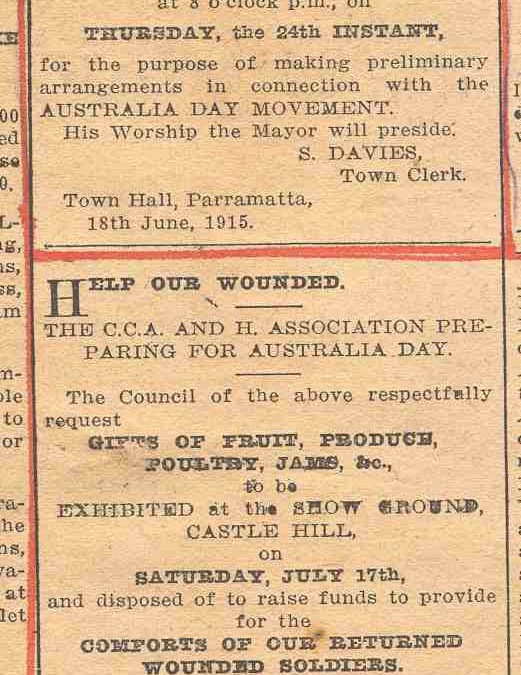 at 8 o'clock p.m., on
THURSDAY, the 24th INSTANT,
for the purpose of making preliminary
arrangements in connection with the
AUSTRALIA DAY MOVEMENT.
His Worship the Mayor will preside.
S. DAVIES,
Town Clerk.
Town Hall, Parramatta,
18th June, 1915.
HELP OUR WOUNDED.
THE C.C.A. AND H. ASSOCIATION PRE-
PARING FOR AUSTRALIA DAY.
The Council of the above respectfully
request
GIFTS OF FRUIT, PRODUCE,
POULTRY, JAMS, &c.,
to be
EXHIBITED at the SHOW GROUND,
CASTLE HILL,
on
SATURDAY, JULY 17th,
and disposed of to raise funds to provide
for the
COMFORTS OF OUR RETURNED
WOUNDED SOLDIERS.